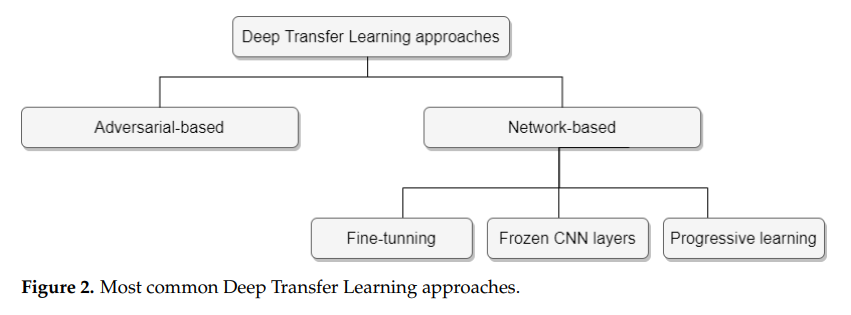 Deep Transfer Learning approaches
Adversarial-based
Network-based
Fine-tunning
Frozen CNN layers
Progressive learning
Figure 2. Most common Deep Transfer Learning approaches.